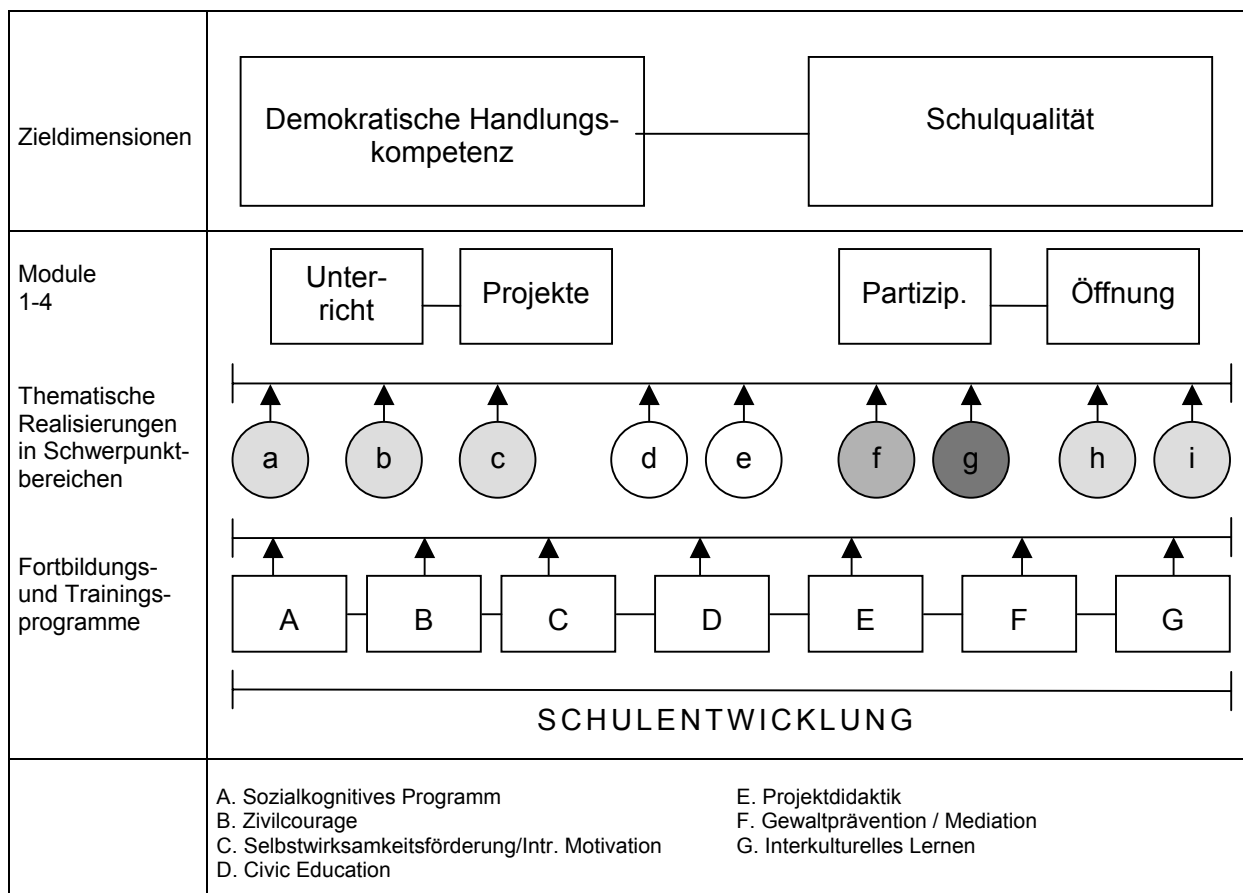 Zieldimensionen
Demokratische Handlungs-
kompetenz
Schulqualität
Module
1-4
Unter-
richt
Projekte
Partizip.
Öffnung
Thematische
Realisierungen
in Schwerpunkt-
bereichen
a
b
c
d
e
f
g
h
i
Fortbildungs-
und Trainings-
programme
A
B
C
D
E
F
G
SCHULENTWICKLUNG
A. Sozialkognitives Programm
B. Zivilcourage
C. Selbstwirksamkeitsförderung/Intr. Motivation
D. Civic Education
E. Projektdidaktik
F. Gewaltprävention / Mediation
G. Interkulturelles Lernen